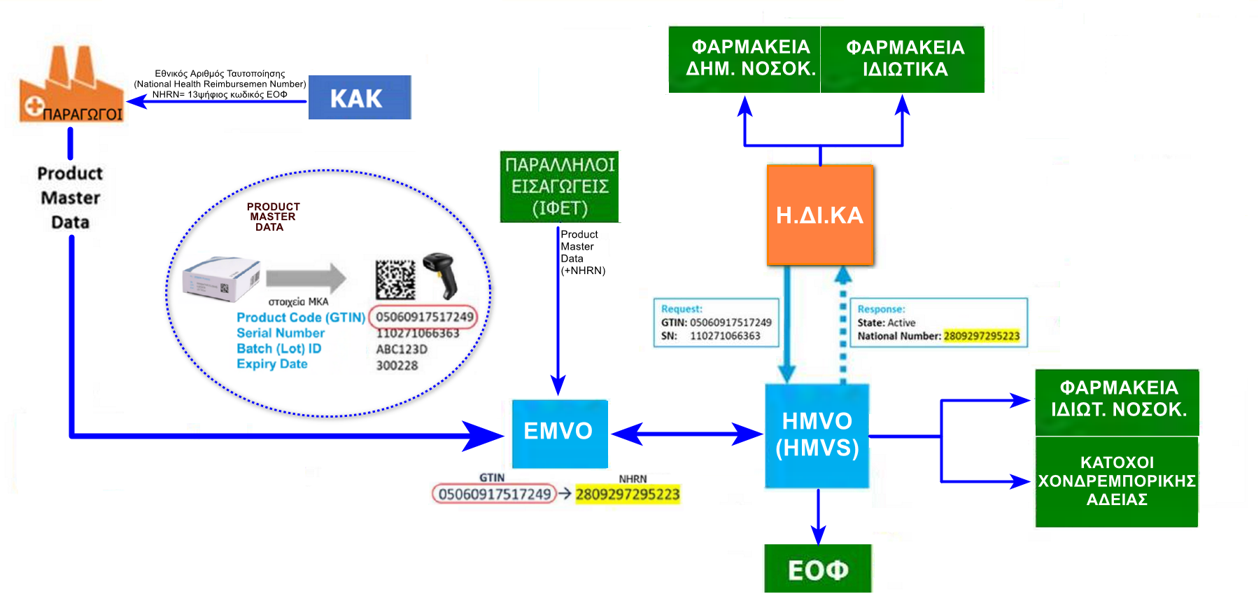 ΠΑΡΑΓΩΓΟΙ
Εθνικός Αριθμός Ταυτοποίησης
(National Health Reimbursemen Number)
NHRN= 13ψήφιος κωδικός ΕΟΦ
ΚΑΚ
Product
Master
Data
PRODUCT
MASTER
DATA
στοιχεία ΜΚΑ
Product Code (GTIN) 05060917517249
Serial Number 110271066363
Batch (Lot) ID ABC123D
Expiry Date 300228
ΠΑΡΑΛΛΗΛΟΙ
ΕΙΣΑΓΩΓΕΙΣ
(ΙΦΕΤ)
Product
Master
Data
(+NHRN)
EMVO
GTIN NHRN
05060917517249 → 2809297295223
ΦΑΡΜΑΚΕΙΑ
ΔΗΜ. ΝΟΣΟΚ.
ΦΑΡΜΑΚΕΙΑ
ΙΔΙΩΤΙΚΑ
Η.ΔΙ.ΚΑ
Request:
GTIN: 05060917517249
SN: 110271066363
Response:
State: Active
National Number: 2809297295223
HMVO
(HMVS)
ΦΑΡΜΑΚΕΙΑ
ΙΔΙΩΤ. ΝΟΣΟΚ.
ΚΑΤΟΧΟΙ
ΧΟΝΔΡΕΜΠΟΡΙΚΗΣ
ΑΔΕΙΑΣ
ΕΟΦ